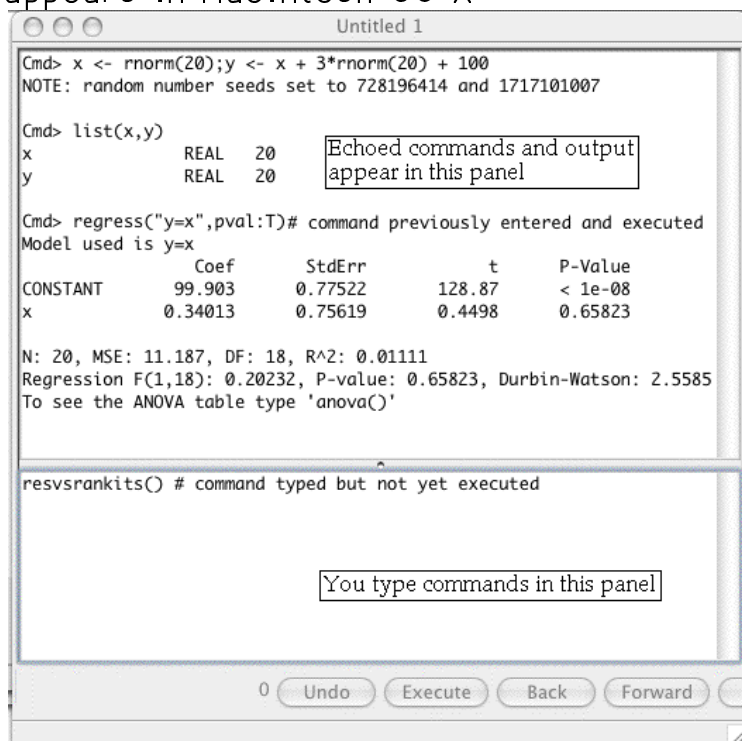 appears in Macintosh OS X
Untitled 1
Cmd> x <- rnorm(20);y <- x + 3*rnorm(20) + 100
NOTE: random number seeds set to 728196414 and 1717101007
Cmd> list(x,y)
x REAL 20
y REAL 20
Echoed commands and output
appear in this panel
Cmd> regress("y=x",pval:T)# command previously entered and executed
Model used is y=x
Coef StdErr t P-Value
CONSTANT 99.903 0.77522 128.87 < 1e-08
x 0.34013 0.75619 0.4498 0.65823
N: 20, MSE: 11.187, DF: 18, R^2: 0.01111
Regression F(1,18): 0.20232, P-value: 0.65823, Durbin-Watson: 2.5585
To see the ANOVA table type 'anova()'
resvsrankits() # command typed but not yet executed
You type commands in this panel
0 Undo Execute Back Forward